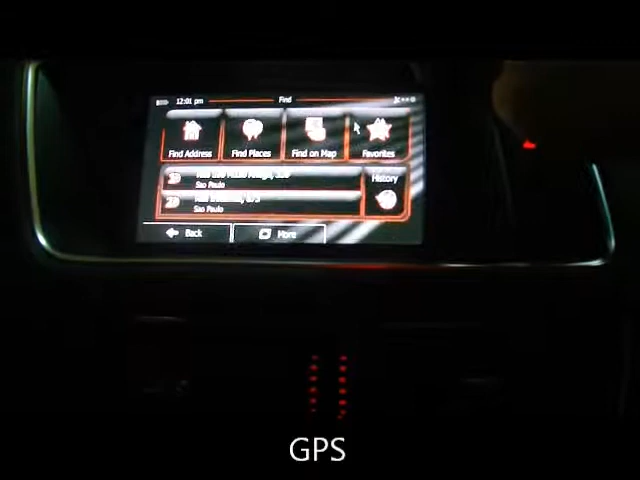 12:01 pm
Find
Find Address
Find Places
Find on Map
Favorites
Sao Paulo
History
Sao Paulo
Back
More
GPS